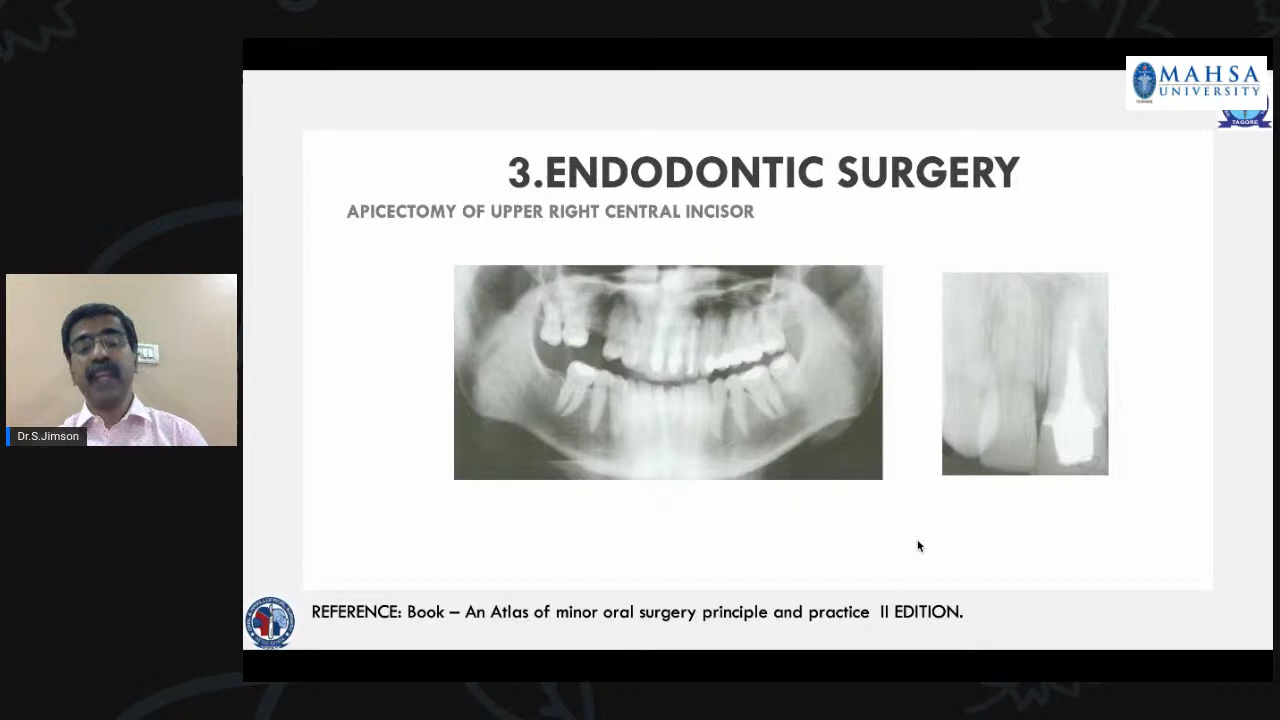 MAHSA
UNIVERSITY
TAGORE
3.ENDODONTIC SURGERY
APICECTOMY OF UPPER RIGHT CENTRAL INCISOR
Dr.S.Jimson
REFERENCE: Book – An Atlas of minor oral surgery principle and practice II EDITION.